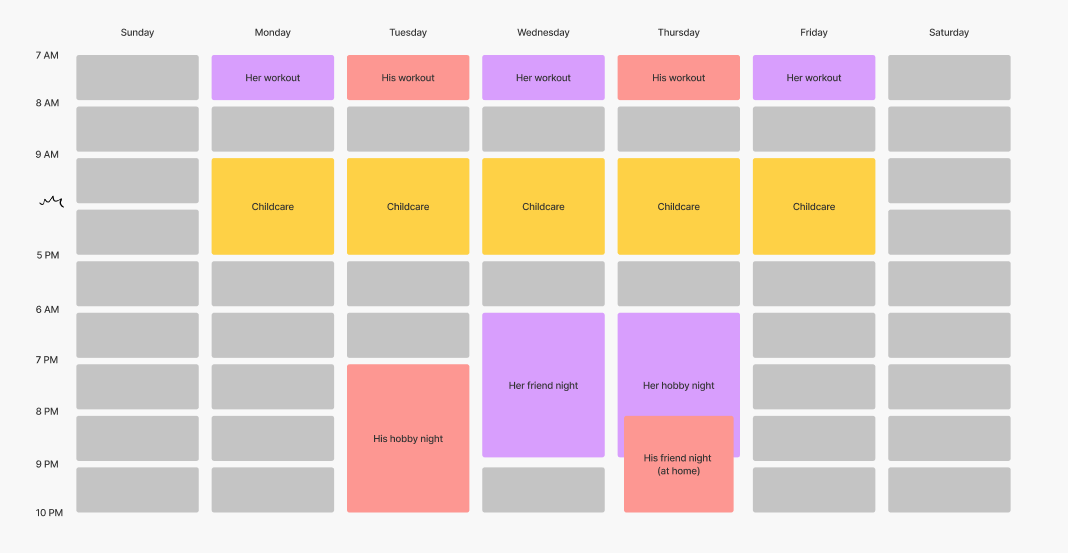 Sunday Monday Tuesday Wednesday Thursday Friday Saturday
7 AM
Her workout His workout Her workout His workout Her workout
8 AM
9 AM
Childcare Childcare Childcare Childcare Childcare
5 PM
6 AM
7 PM
Her friend night Her hobby night
8 PM
His hobby night
His friend night
(at home)
9 PM
10 PM